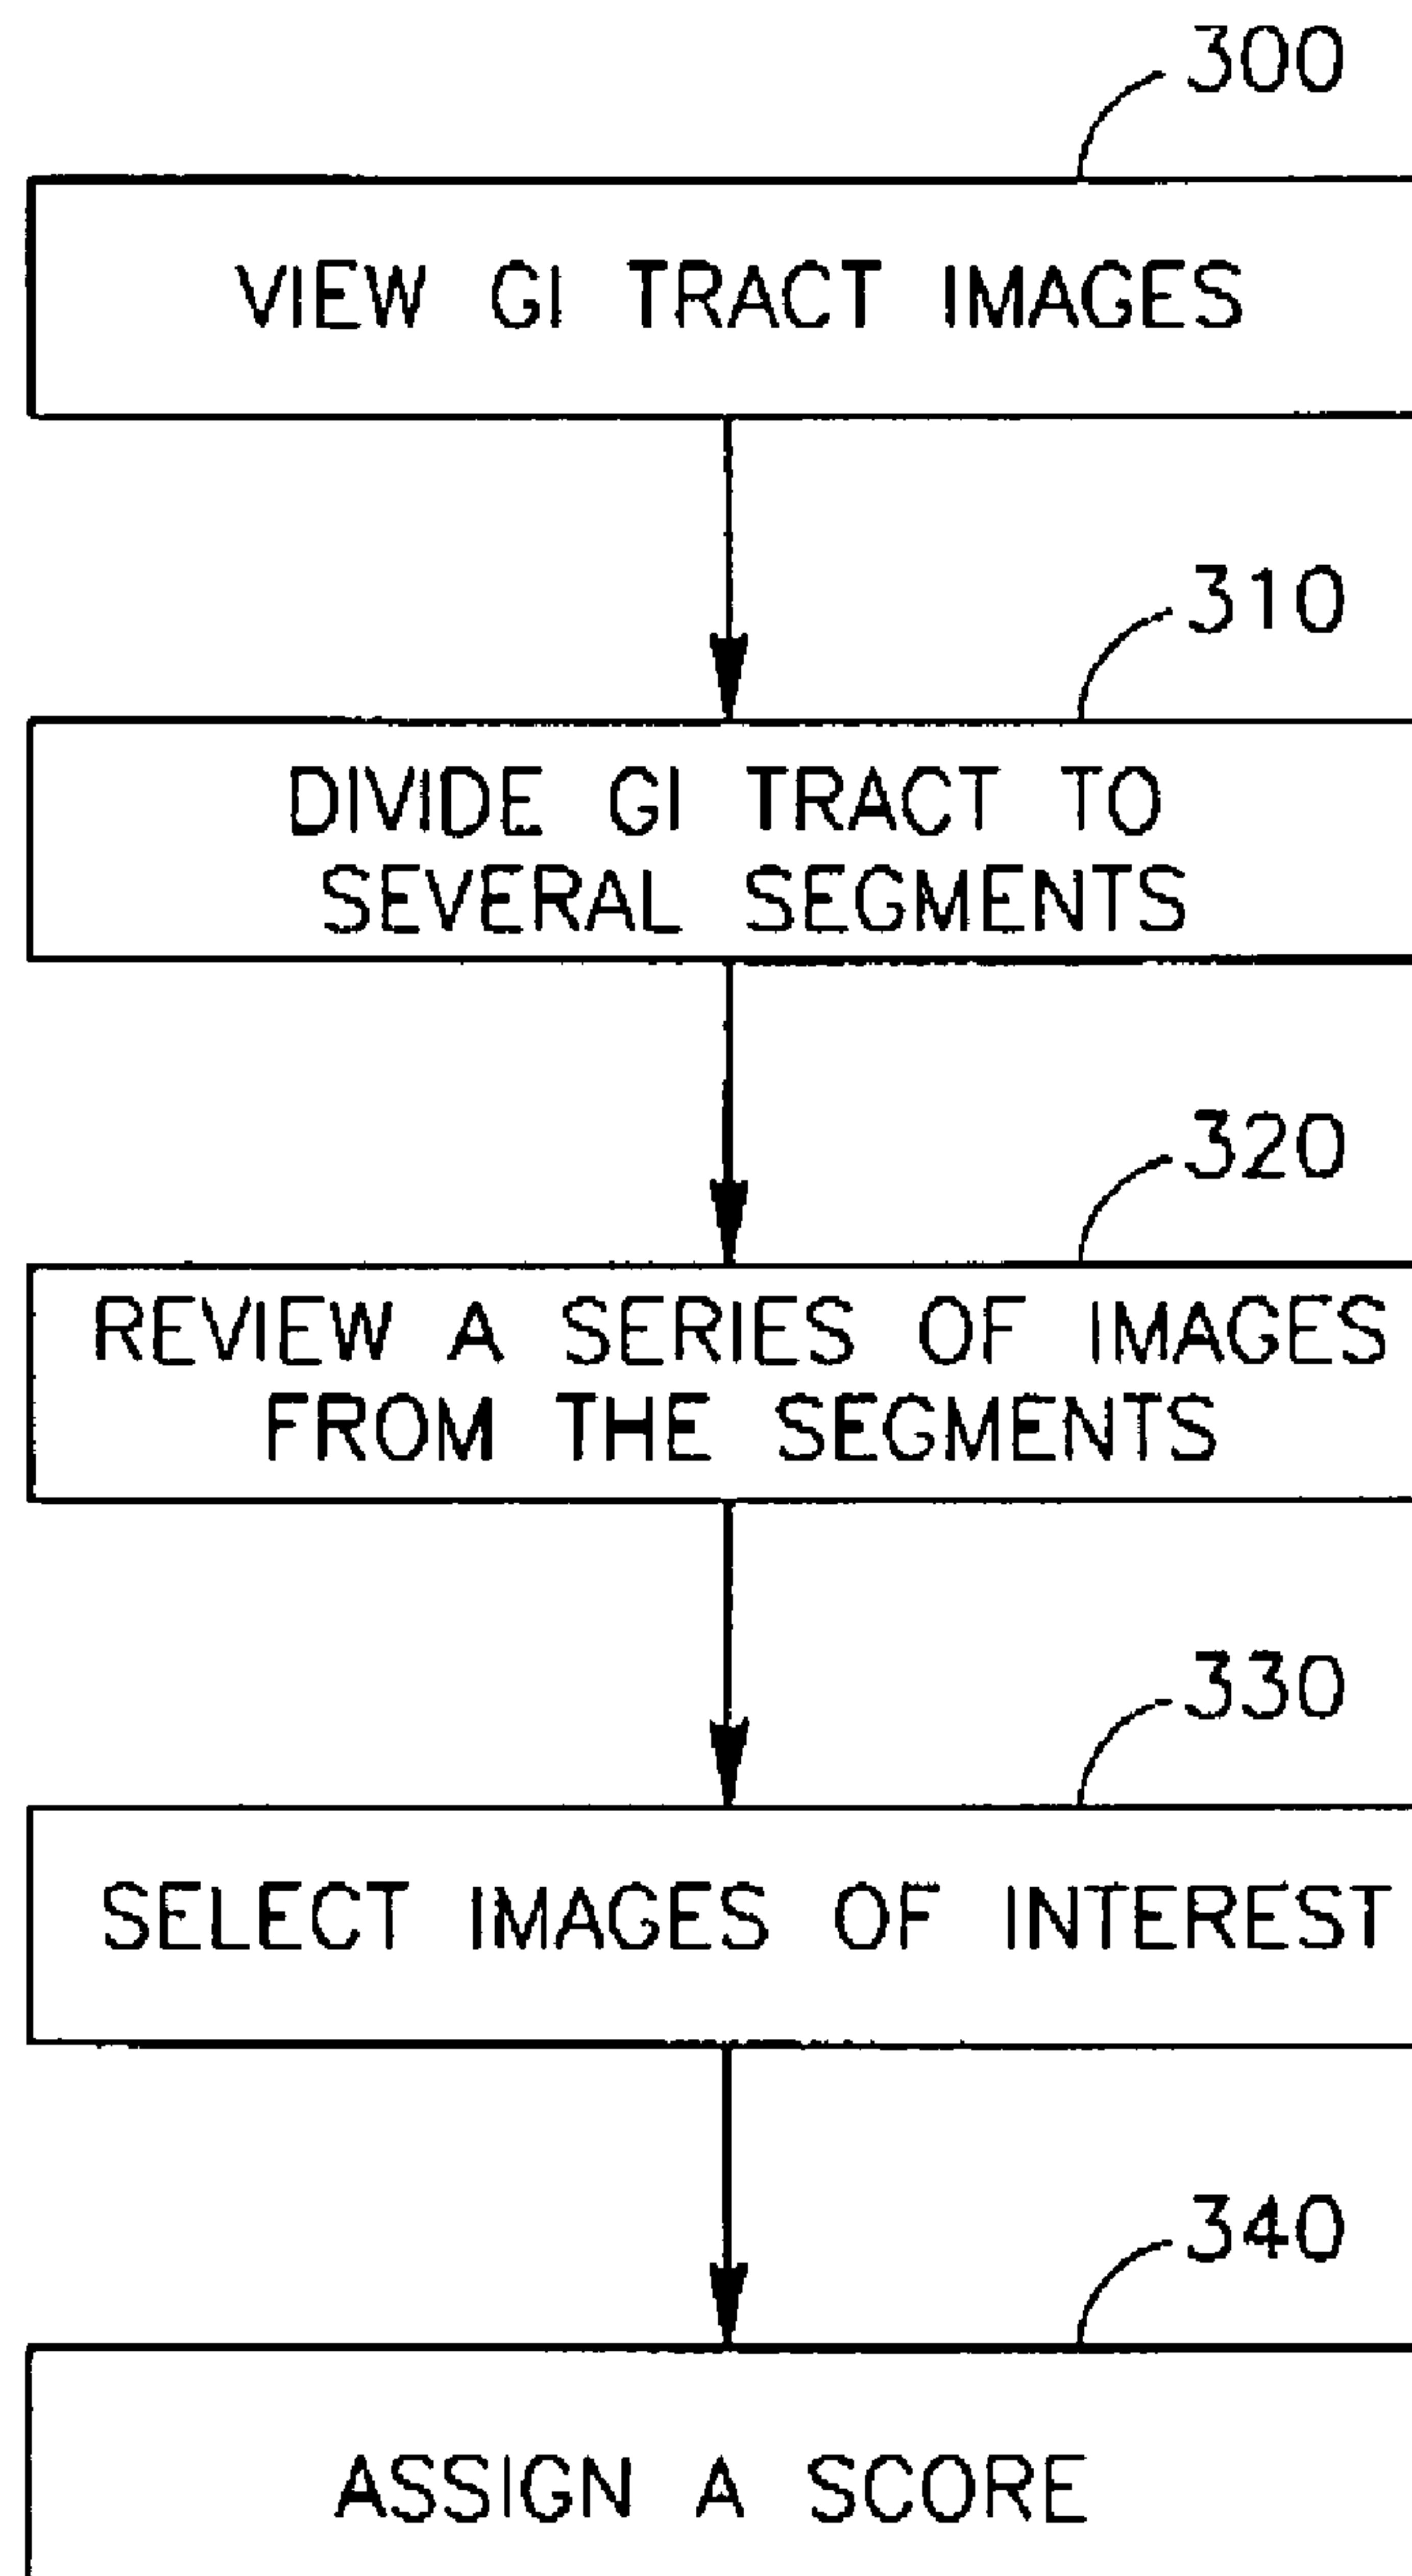 300
VIEW GI TRACT IMAGES
310
DIVIDE GI TRACT TO
SEVERAL SEGMENTS
320
REVIEW A SERIES OF IMAGES
FROM THE SEGMENTS
330
SELECT IMAGES OF INTEREST
340
ASSIGN A SCORE